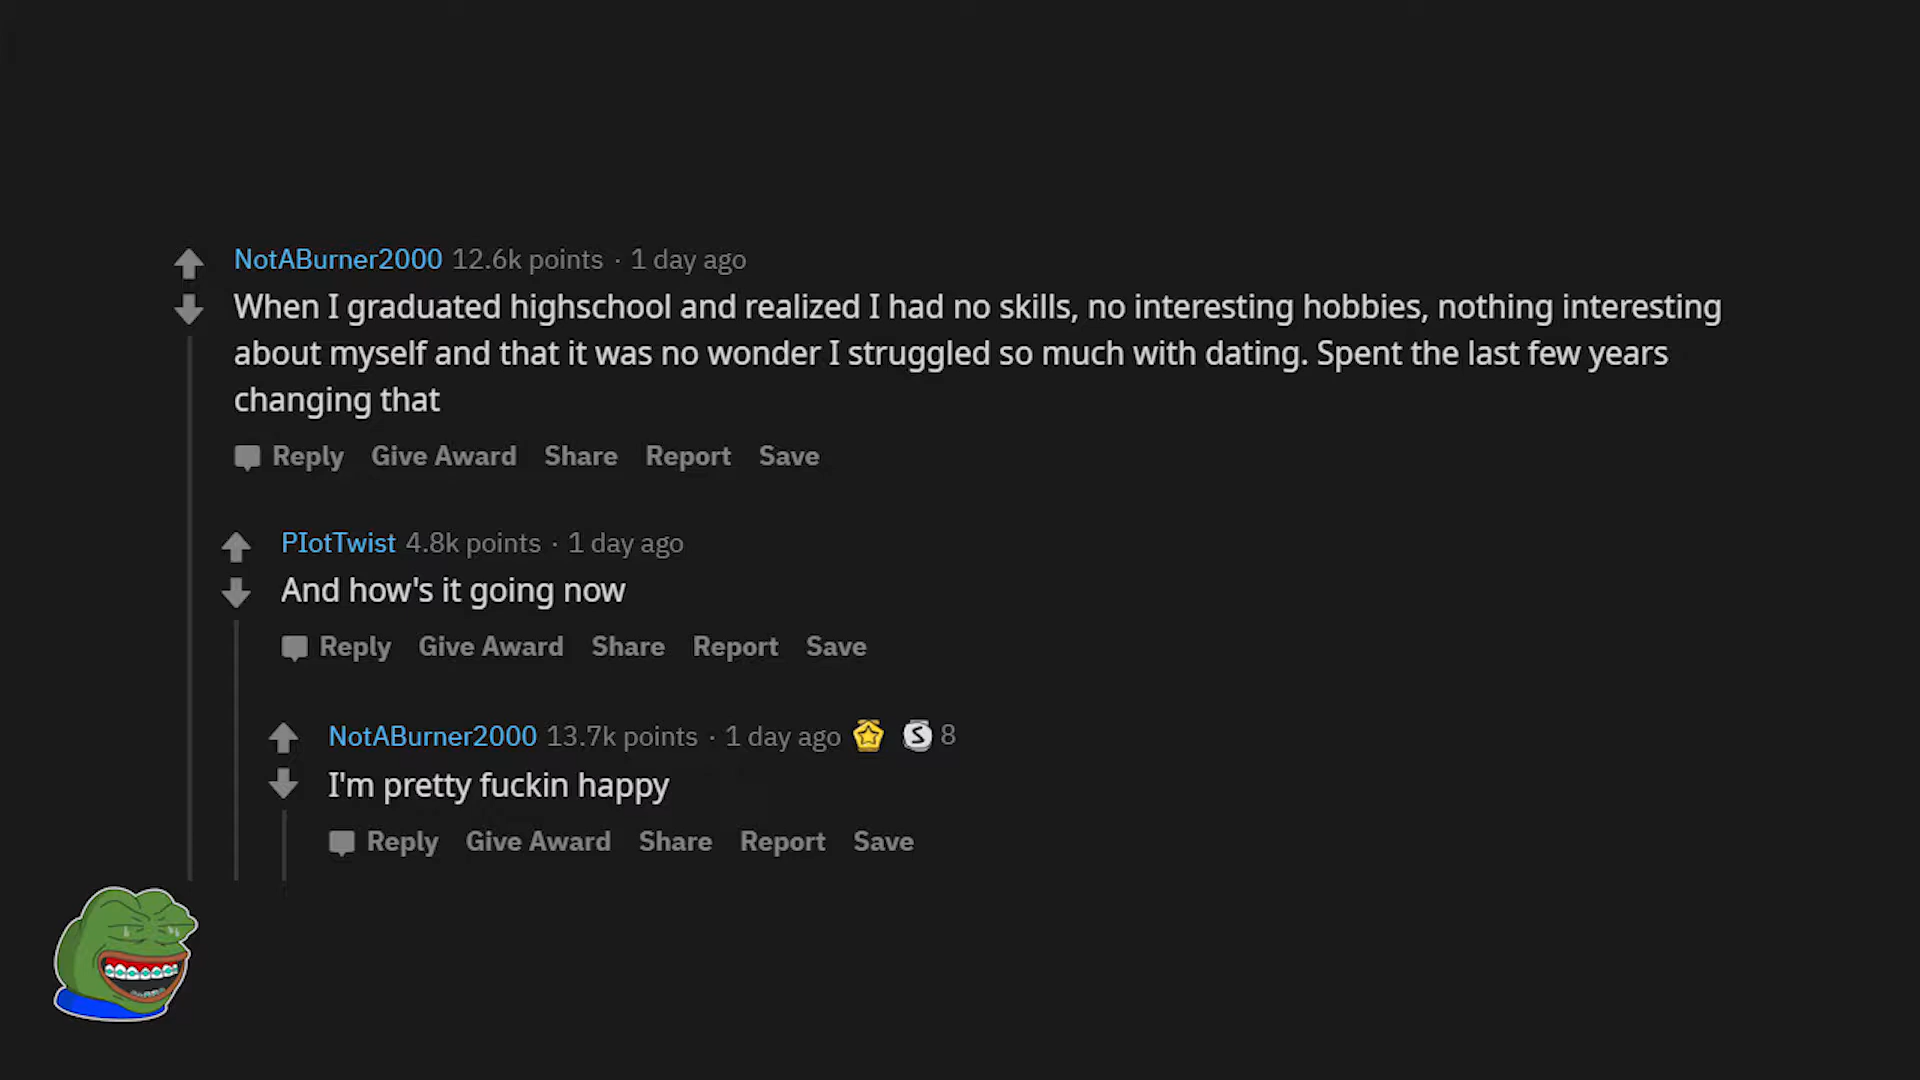 NotABurner2000 12.6k points · 1 day ago
When I graduated highschool and realized I had no skills, no interesting hobbies, nothing interesting
about myself and that it was no wonder I struggled so much with dating. Spent the last few years
changing that
Reply Give Award Share Report Save
PIotTwist 4.8k points · 1 day ago
And how's it going now
Reply Give Award Share Report Save
NotABurner2000 13.7k points · 1 day ago S 8
I'm pretty fuckin happy
Reply Give Award Share Report Save